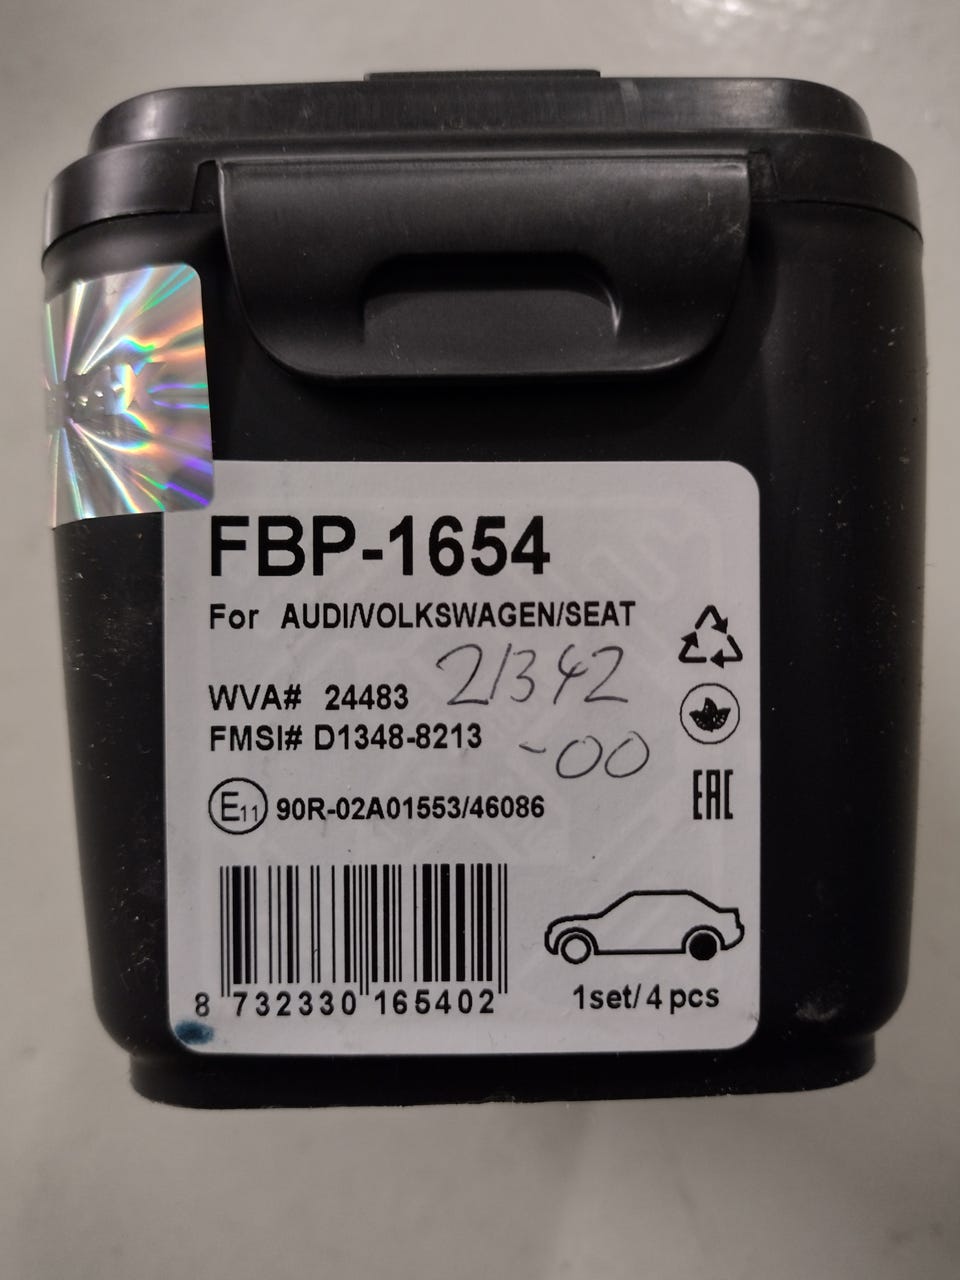 FBP-1654
For AUDI/VOLKSWAGEN/SEAT
21342
WVA# 24483
FMSI# D1348-8213
-00
E11 90R-02A01553/46086
EAC
8 732330 165402
1set/ 4 pcs